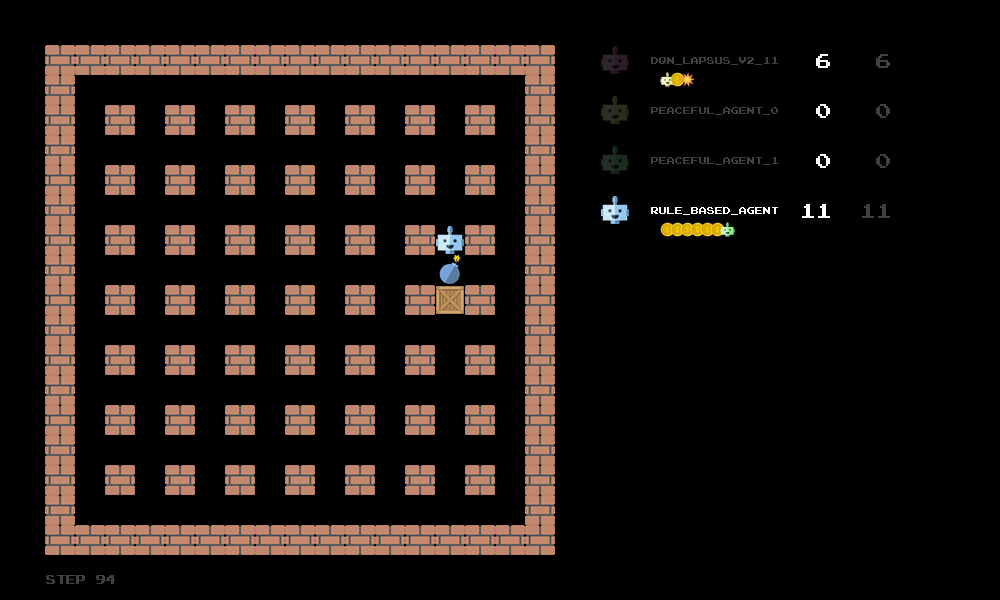 DQN_LAPSUS_V2_11 6 6
PEACEFUL_AGENT_0 0 0
PEACEFUL_AGENT_1 0 0
RULE_BASED_AGENT 11 11
STEP 94